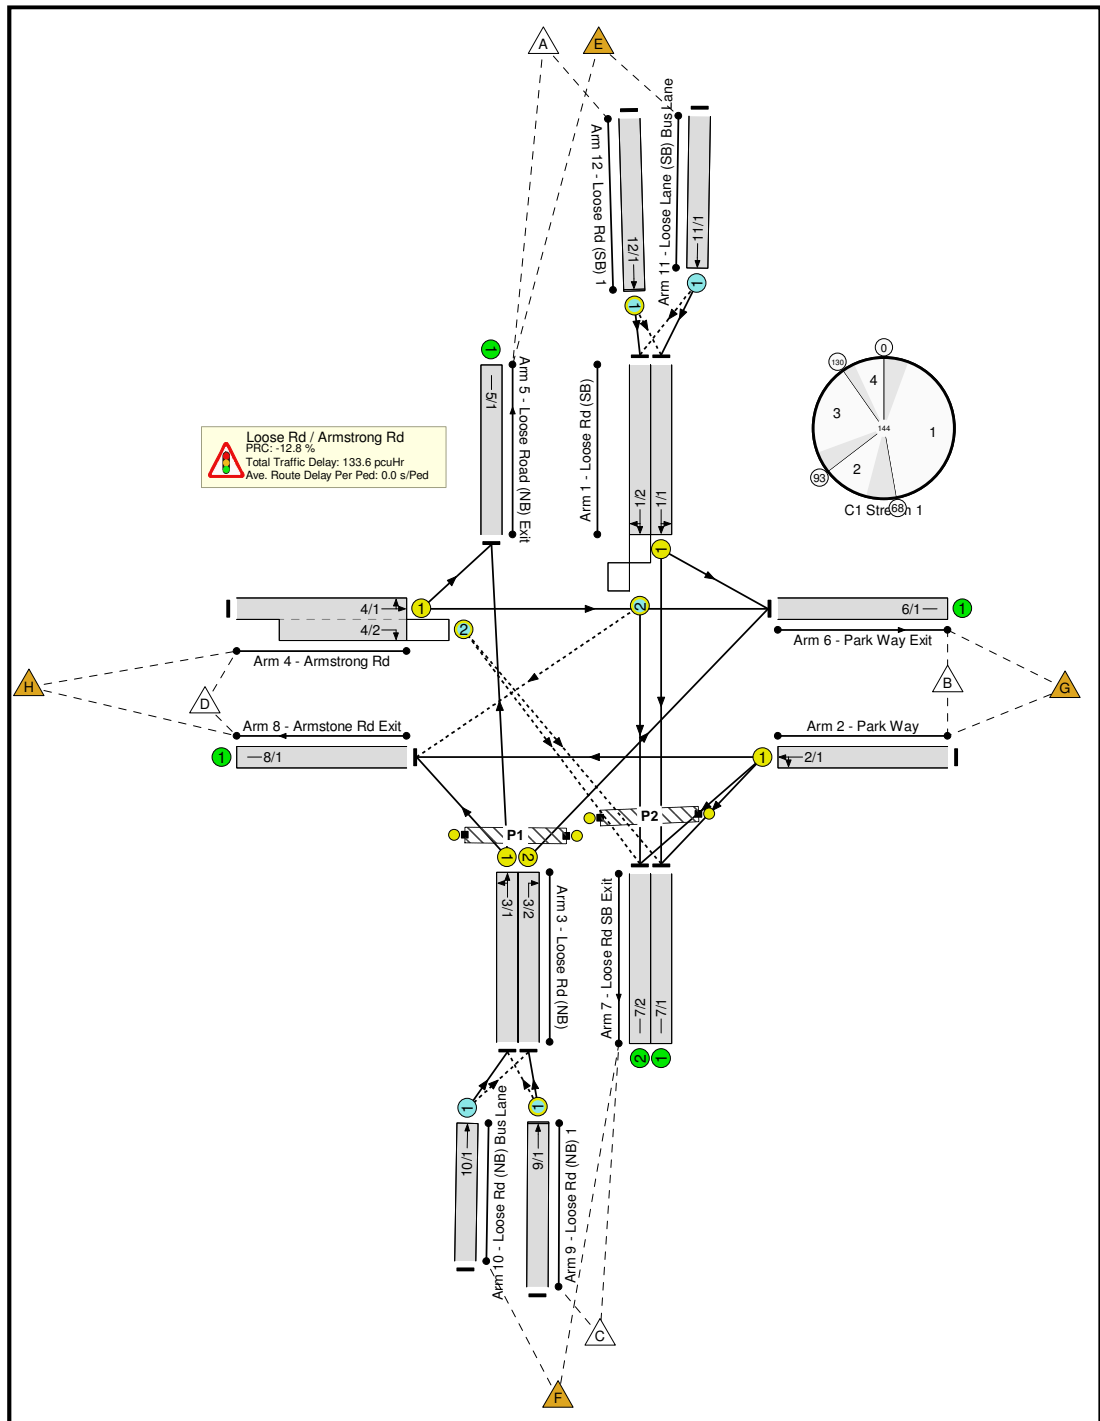 A
E
Arm 12 - Loose Rd (SB) 1
12/1
Arm 11 - Loose Lane (SB) Bus Lane
11/1
1
1
1
5/1
Arm 5 - Loose Road (NB) Exit
Arm 1 - Loose Rd (SB)
1/2
1/1
Loose Rd / Armstrong Rd
PRC: -12.8 %
Total Traffic Delay: 133.6 pcuHr
Ave. Route Delay Per Ped: 0.0 s/Ped
0
130
4
3
144
1
2
93
68
C1 Stre 1
1
4/1
1
2
6/1
1
4/2
2
Arm 4 - Armstrong Rd
Arm 6 - Park Way Exit
H
D
B
G
Arm 8 - Armstone Rd Exit
Arm 2 - Park Way
1
8/1
1
2/1
P1
P2
1
2
3/1
3/2
Arm 3 - Loose Rd (NB)
Arm 7 - Loose Rd SB Exit
7/2
7/1
2
1
1
1
10/1
Arm 10 - Loose Rd (NB) Bus Lane
9/1
Arm 9 - Loose Rd (NB) 1
C
F